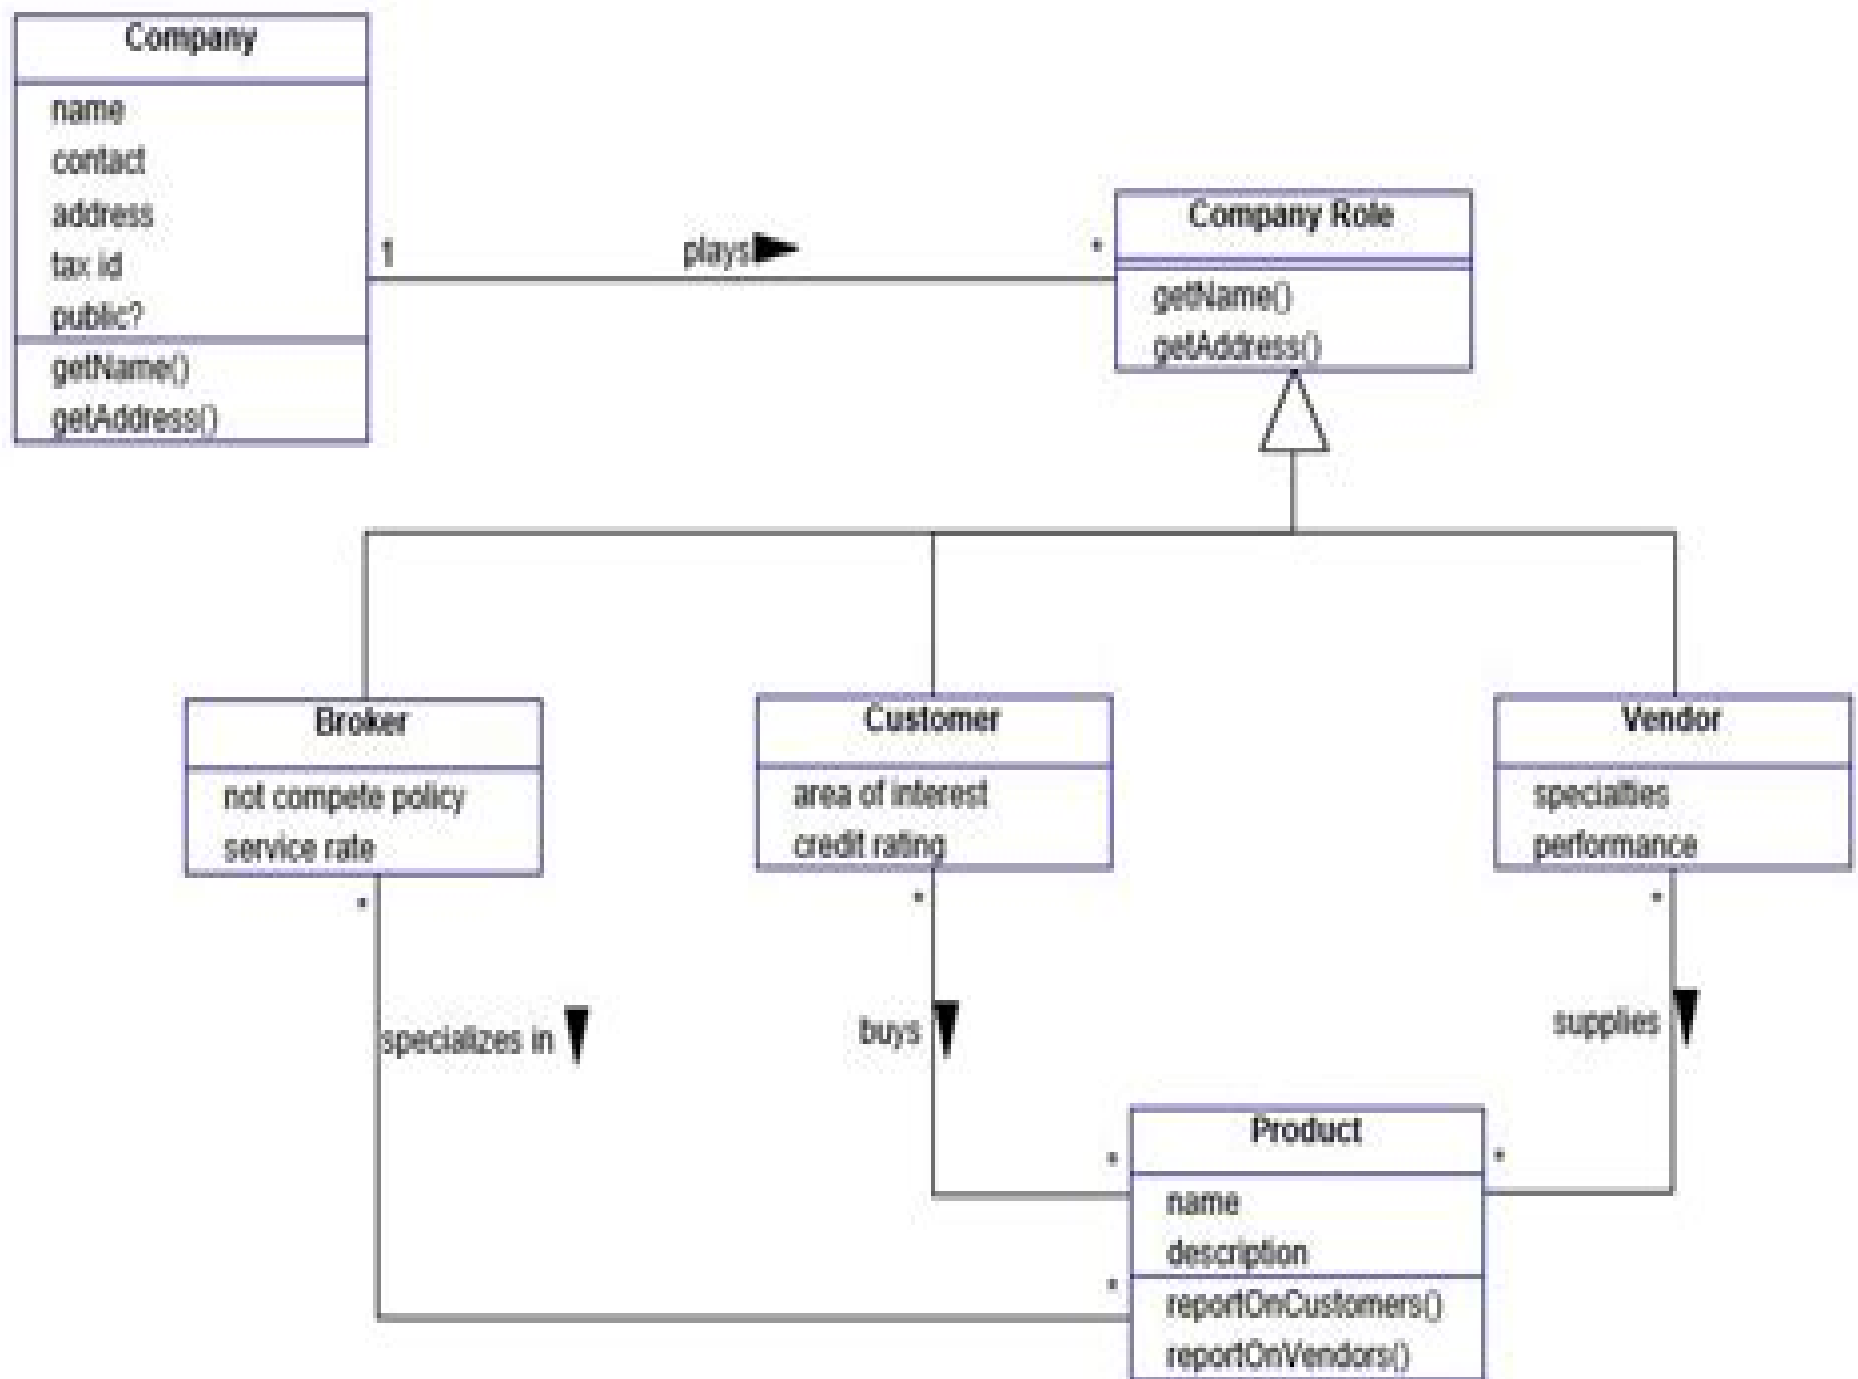 Company
name
contact
address
tax id
public?
getName()
getAddress()
1
plays
*
Company Role
getName()
getAddress()
Broker
not compete policy
service rate
*
Customer
area of interest
credit rating
*
Vendor
specialties
performance
*
specializes in
buys
supplies
*
*
*
Product
name
description
reportOnCustomers()
reportOnVendors()